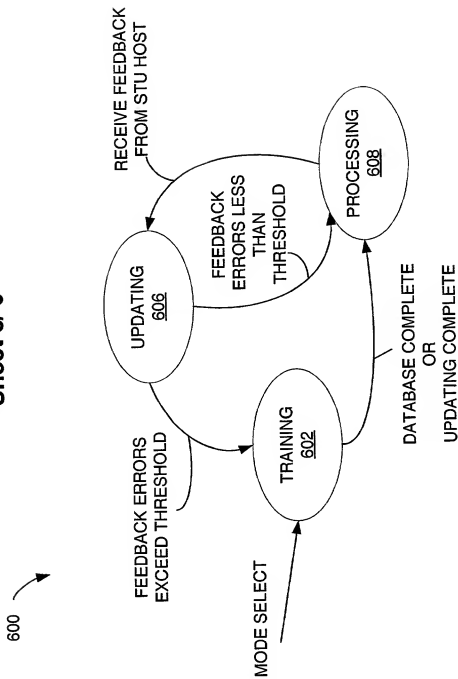 600
MODE SELECT
FEEDBACK ERRORS
EXCEED THRESHOLD
TRAINING
602
UPDATING
606
FEEDBACK
ERRORS LESS
THAN
THRESHOLD
RECEIVE FEEDBACK
FROM STU HOST
PROCESSING
608
DATABASE COMPLETE
OR
UPDATING COMPLETE